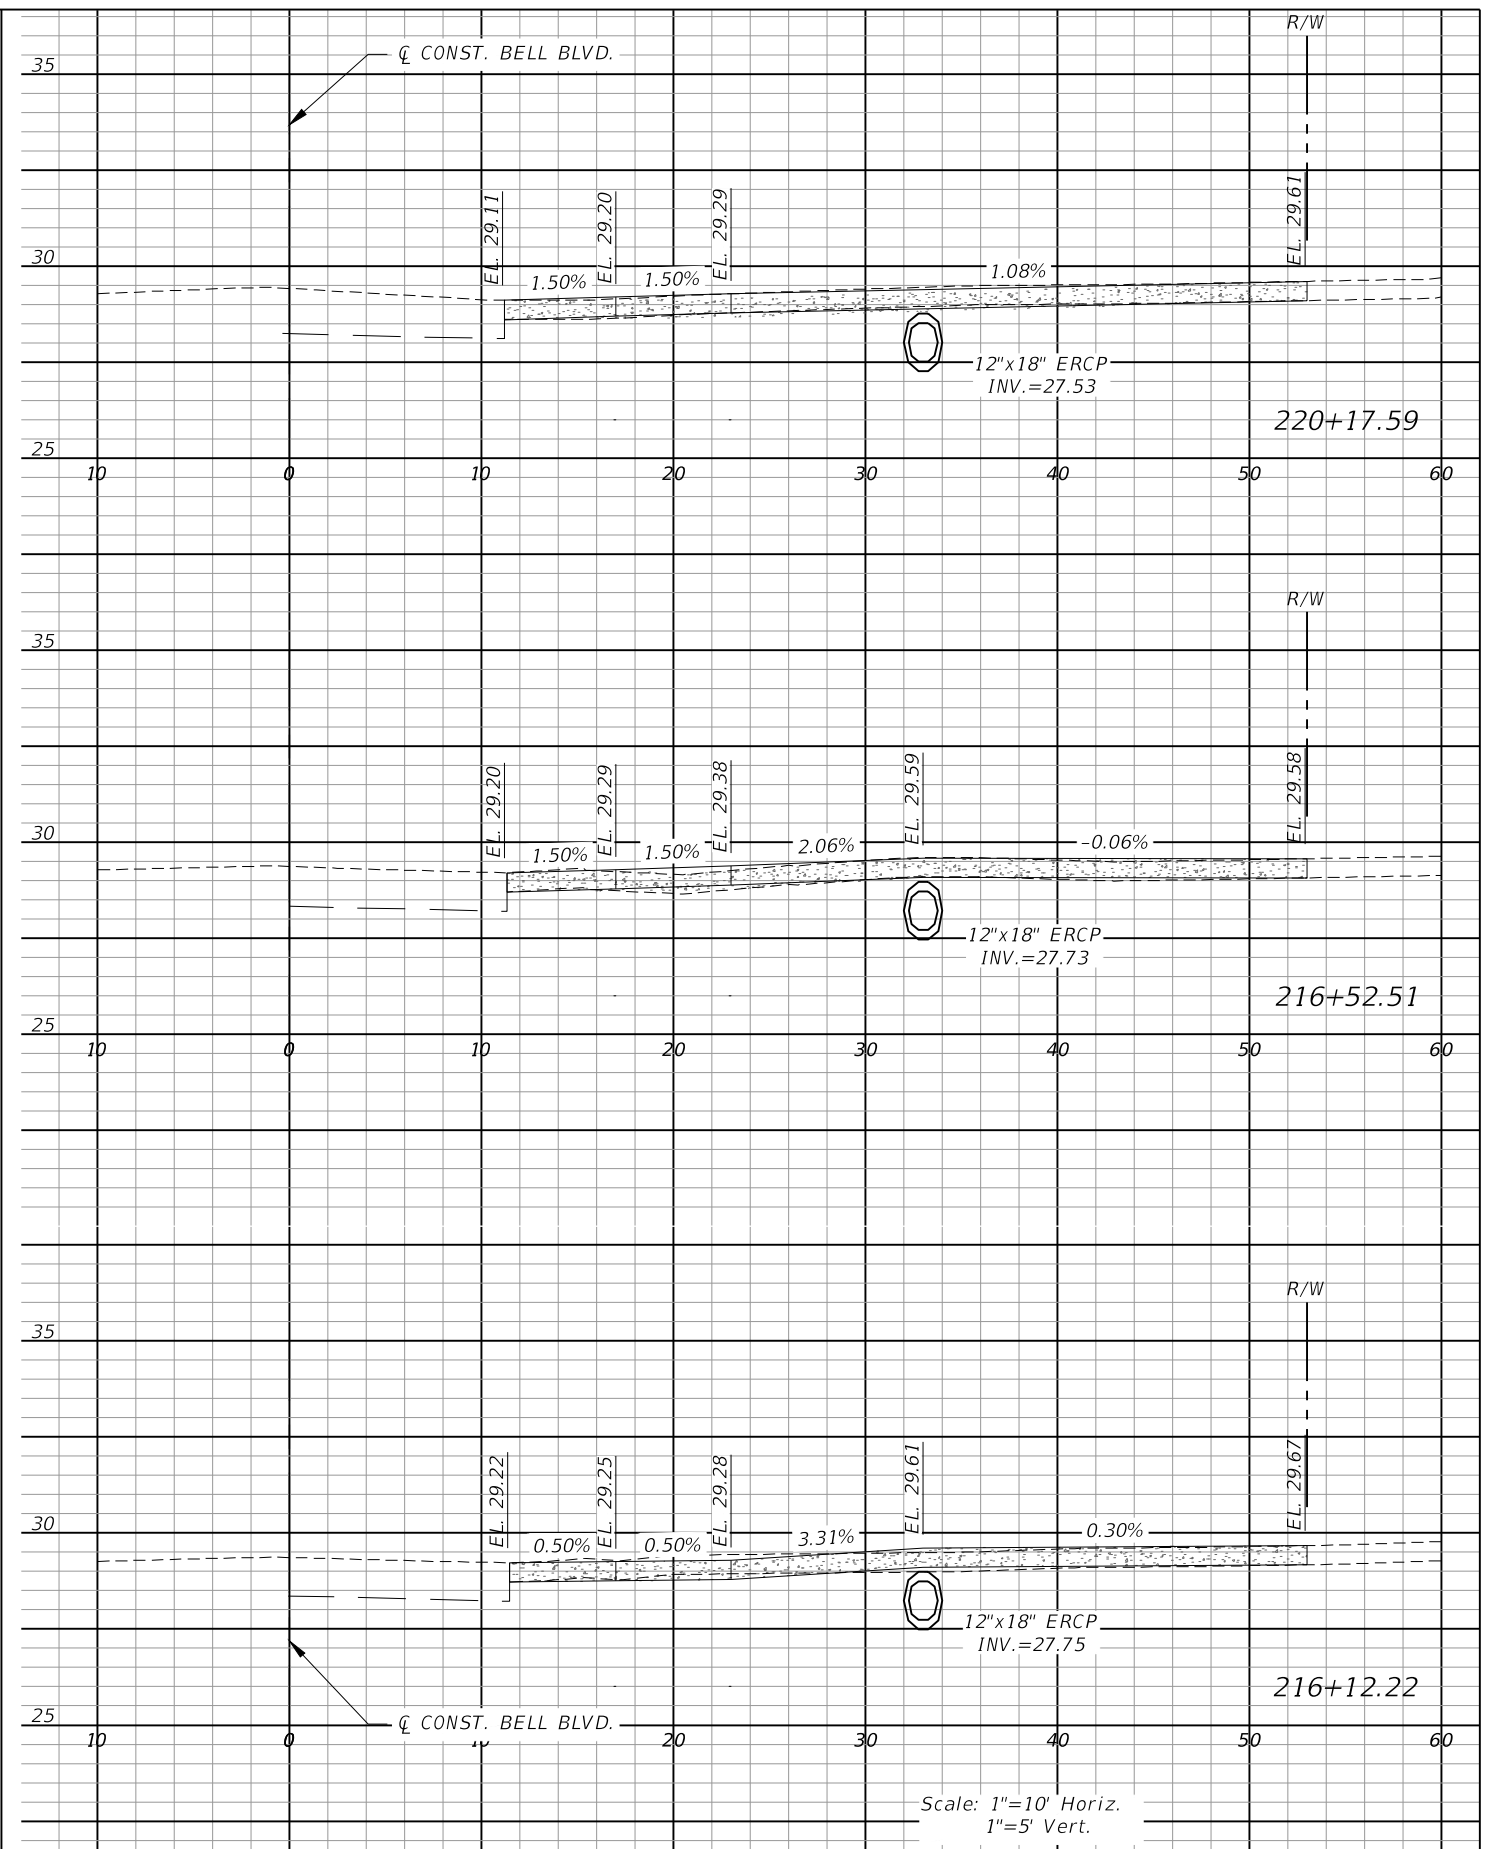 R/W
℄ CONST. BELL BLVD.
35
EL. 29.11
EL. 29.20
EL. 29.29
EL. 29.61
30
1.50%
1.50%
1.08%
12"x18" ERCP
INV.=27.53
220+17.59
25
10 0 10 20 30 40 50 60
R/W
35
EL. 29.20
EL. 29.29
EL. 29.38
EL. 29.59
EL. 29.58
30
1.50%
1.50%
2.06%
-0.06%
12"x18" ERCP
INV.=27.73
216+52.51
25
10 0 10 20 30 40 50 60
R/W
35
EL. 29.22
EL. 29.25
EL. 29.28
EL. 29.61
EL. 29.67
30
0.50%
0.50%
3.31%
0.30%
12"x18" ERCP
INV.=27.75
216+12.22
25
℄ CONST. BELL BLVD.
10 0 10 20 30 40 50 60
Scale: 1"=10' Horiz.
1"=5' Vert.